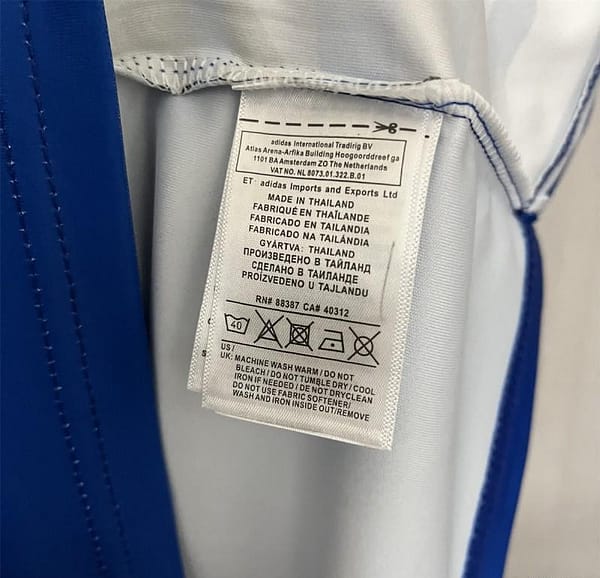 adidas International Tradirig BV
Atlas Arena-Arfika Building Hoogoorddreef ga
1101 BA Amsterdam ZO The Netherlands
VAT NO. NL 8073.01.322.B.01
ET adidas Imports and Exports Ltd
MADE IN THAILAND
FABRIQUÉ EN THAÏLANDE
FABRICADO EN TAILANDIA
FABRICADO NA TAILÂNDIA
GYÁRTVA: THAILAND
ПРОИЗВЕДЕНО В ТАЙЛАНД
СДЕЛАНО В ТАИЛАНДЕ
PROÍZVEDENO U TAJLANDU
RN# 88387 CA# 40312
40
US /
UK: MACHINE WASH WARM / DO NOT
BLEACH / DO NOT TUMBLE DRY / COOL
IRON IF NEEDED / DE NOT DRYCLEAN
DO NOT USE FABRIC SOFTENER/
WASH AND IRON INSIDE OUT/REMOVE